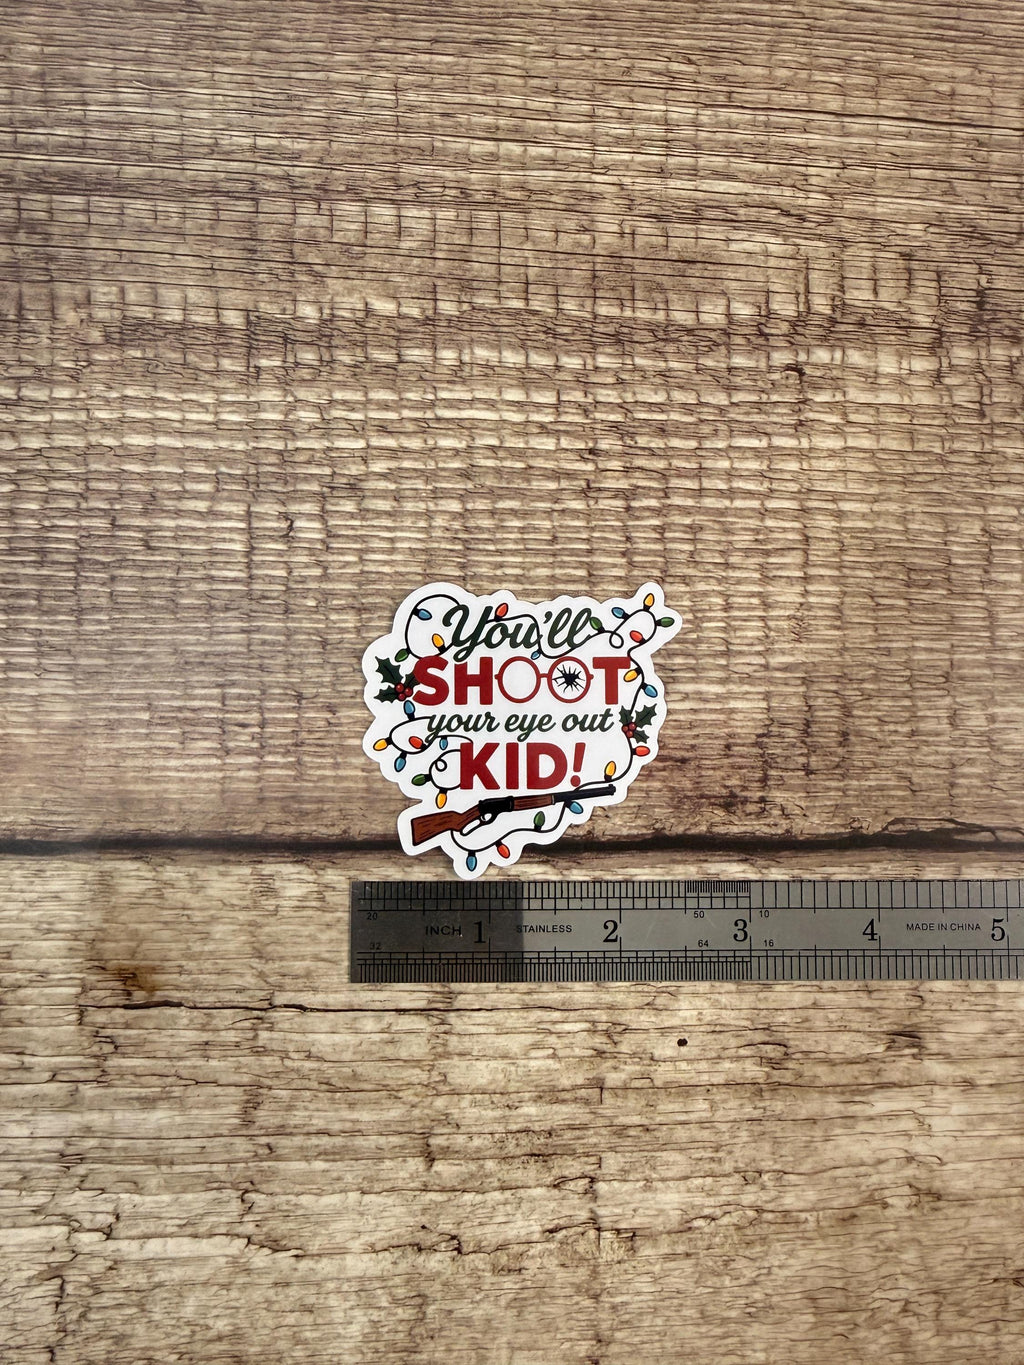 You'll
SHOOT
your eye out
KID!
20 50 10
INCH 1 STAINLESS 2 3 4 MADE IN CHINA 5
32 64 16